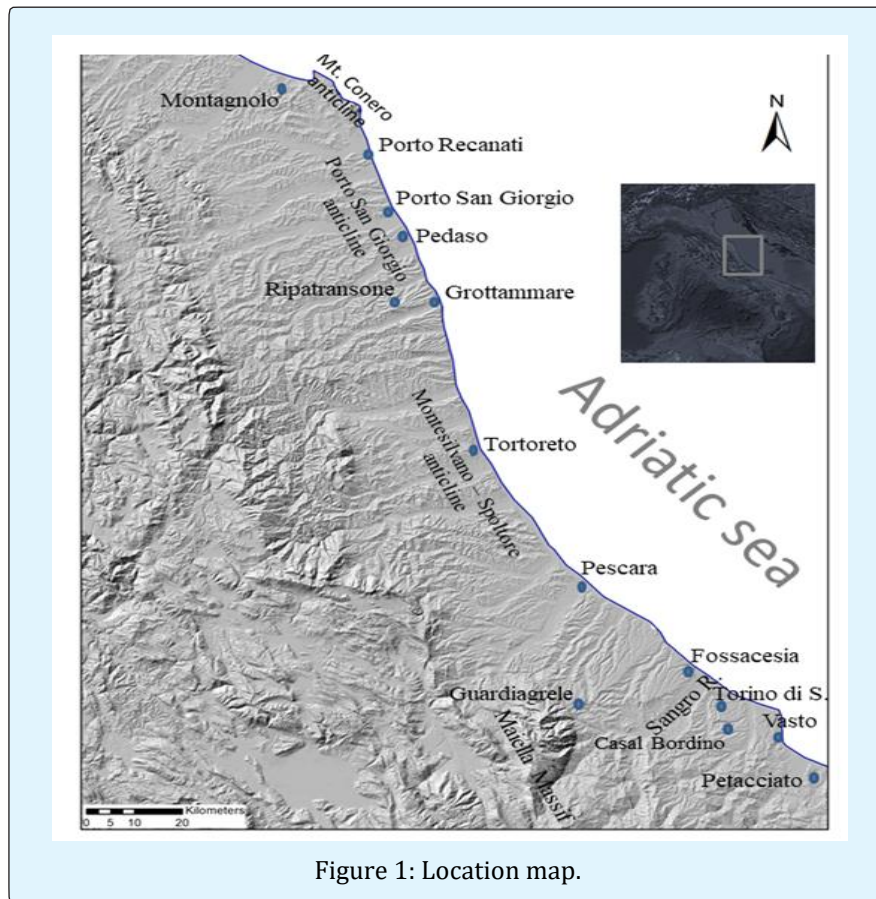 Mt. Conero
anticline
Montagnolo
N
Porto Recanati
Porto San Giorgio
anticline
Porto San Giorgio
Pedaso
Ripatransone
Grottammare
Adriatic sea
Montesilvano – Spoltore
anticline
Tortoreto
Pescara
Fossacesia
Guardiagrele
Sangro R.
Torino di S.
Maiella Massif
Casal Bordino
Vasto
Petacciato
Kilometers
0 5 10 20
Figure 1: Location map.